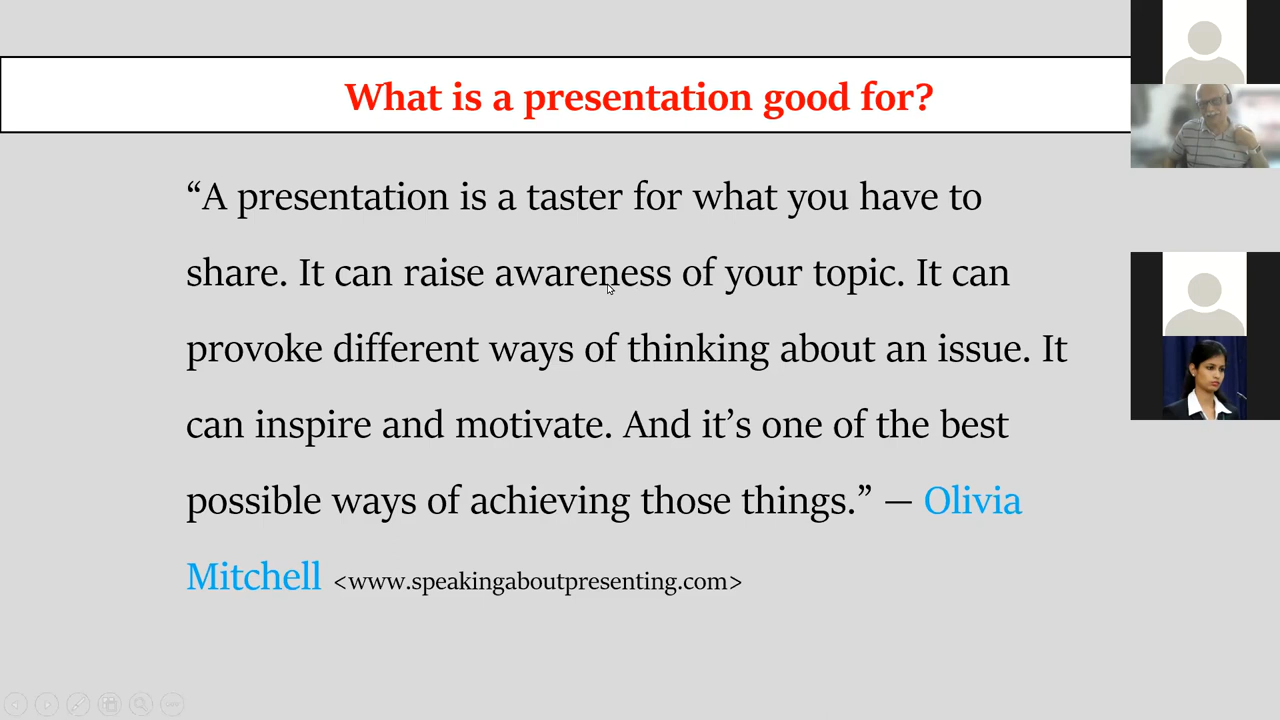 What is a presentation good for?
“A presentation is a taster for what you have to
share. It can raise awareness of your topic. It can
provoke different ways of thinking about an issue. It
can inspire and motivate. And it’s one of the best
possible ways of achieving those things.” — Olivia
Mitchell <www.speakingaboutpresenting.com>